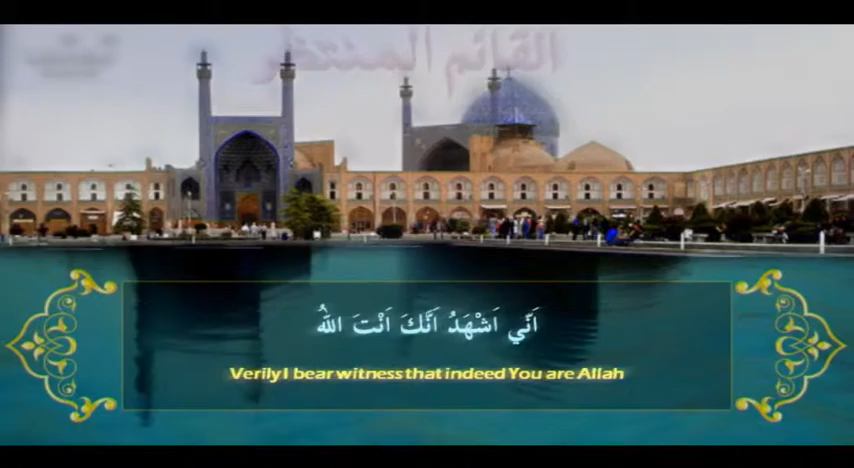 القائم المنتظر
اَنّي اَشْهَدُ اَنَّكَ اَنْتَ اللهُ
Verily I bear witness that indeed You are Allah